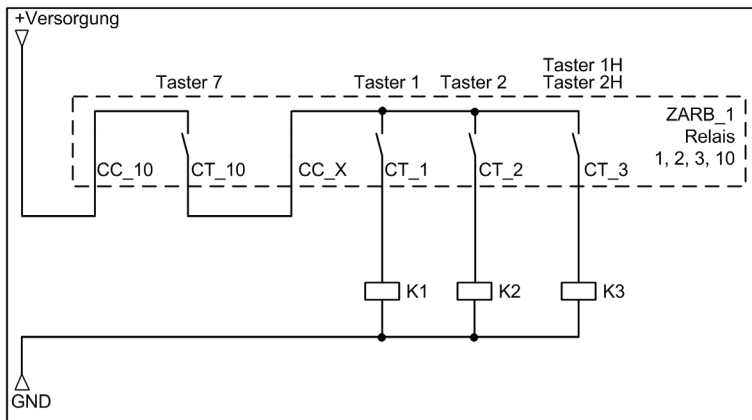 +Versorgung
Taster 7
Taster 1
Taster 2
Taster 1H
Taster 2H
ZARB_1
Relais
1, 2, 3, 10
CC_10
CT_10
CC_X
CT_1
CT_2
CT_3
K1
K2
K3
GND